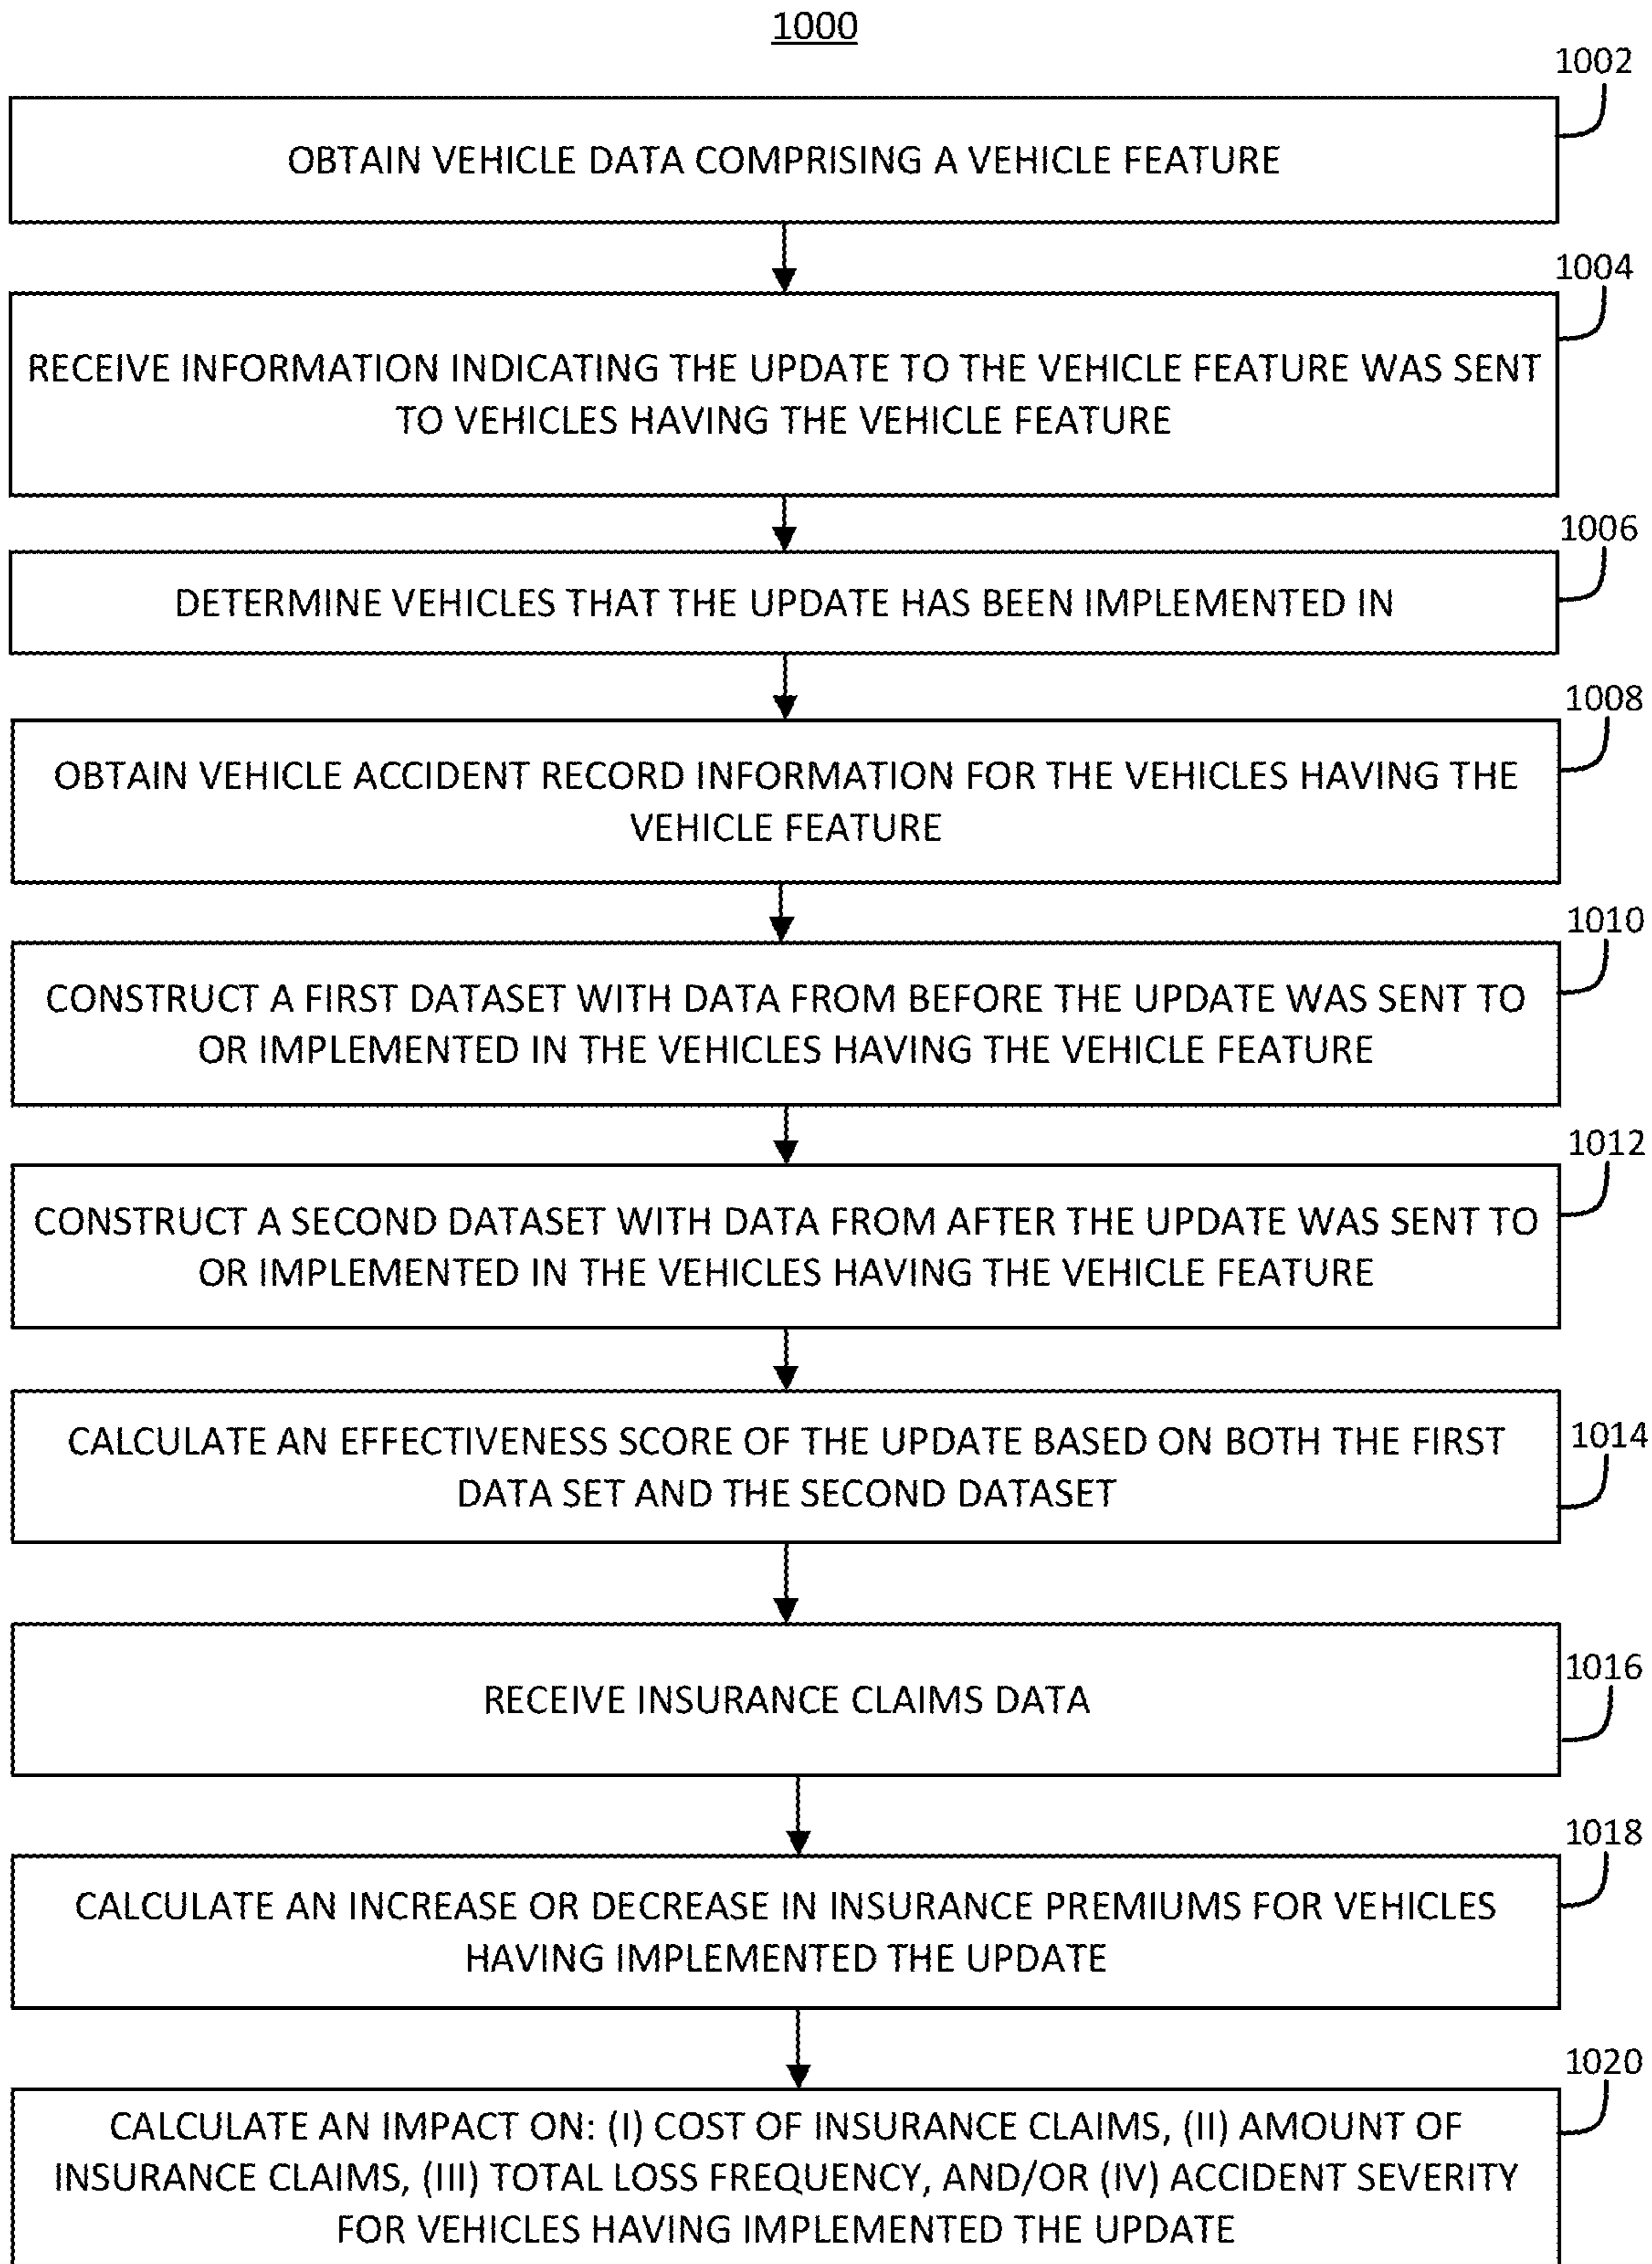 1000
1002
OBTAIN VEHICLE DATA COMPRISING A VEHICLE FEATURE
1004
RECEIVE INFORMATION INDICATING THE UPDATE TO THE VEHICLE FEATURE WAS SENT
TO VEHICLES HAVING THE VEHICLE FEATURE
1006
DETERMINE VEHICLES THAT THE UPDATE HAS BEEN IMPLEMENTED IN
1008
OBTAIN VEHICLE ACCIDENT RECORD INFORMATION FOR THE VEHICLES HAVING THE
VEHICLE FEATURE
1010
CONSTRUCT A FIRST DATASET WITH DATA FROM BEFORE THE UPDATE WAS SENT TO
OR IMPLEMENTED IN THE VEHICLES HAVING THE VEHICLE FEATURE
1012
CONSTRUCT A SECOND DATASET WITH DATA FROM AFTER THE UPDATE WAS SENT TO
OR IMPLEMENTED IN THE VEHICLES HAVING THE VEHICLE FEATURE
1014
CALCULATE AN EFFECTIVENESS SCORE OF THE UPDATE BASED ON BOTH THE FIRST
DATA SET AND THE SECOND DATASET
1016
RECEIVE INSURANCE CLAIMS DATA
1018
CALCULATE AN INCREASE OR DECREASE IN INSURANCE PREMIUMS FOR VEHICLES
HAVING IMPLEMENTED THE UPDATE
1020
CALCULATE AN IMPACT ON: (I) COST OF INSURANCE CLAIMS, (II) AMOUNT OF
INSURANCE CLAIMS, (III) TOTAL LOSS FREQUENCY, AND/OR (IV) ACCIDENT SEVERITY
FOR VEHICLES HAVING IMPLEMENTED THE UPDATE